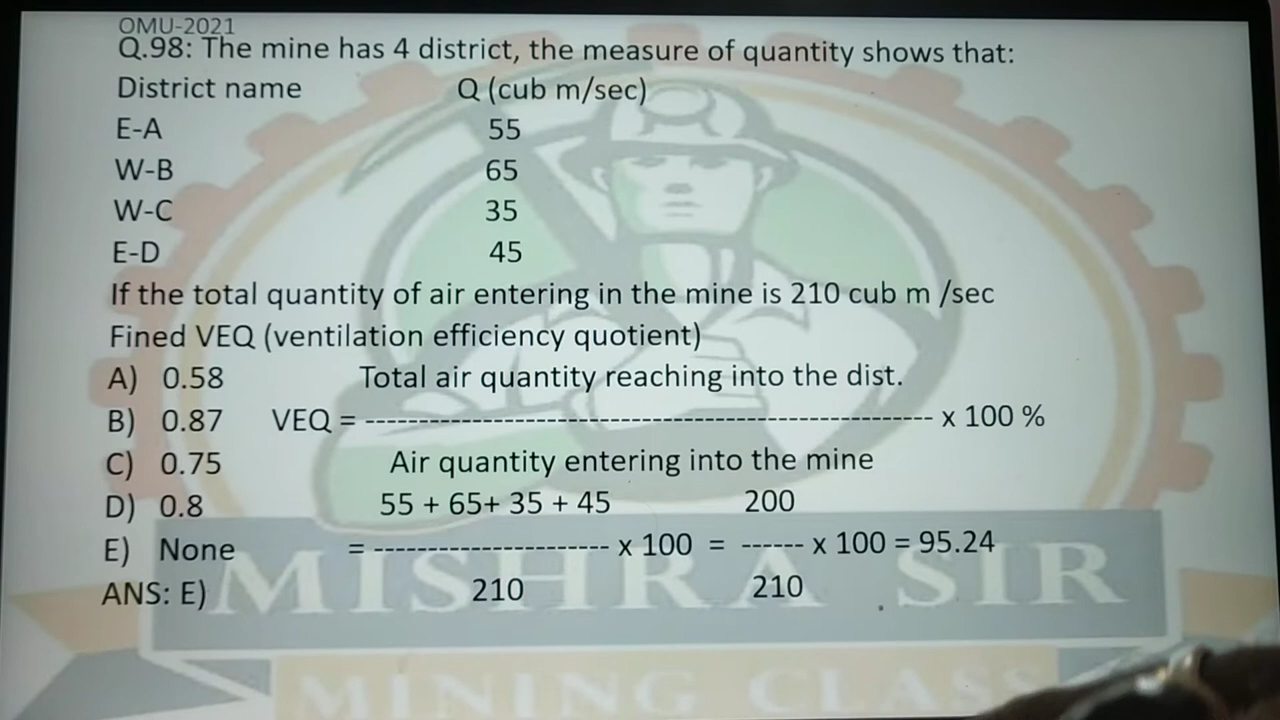 OMU-2021
Q.98: The mine has 4 district, the measure of quantity shows that:
District name Q (cub m/sec)
E-A 55
W-B 65
W-C 35
E-D 45
If the total quantity of air entering in the mine is 210 cub m /sec
Fined VEQ (ventilation efficiency quotient)
A) 0.58 Total air quantity reaching into the dist.
B) 0.87 VEQ = ------------------------------------------------------- x 100 %
C) 0.75 Air quantity entering into the mine
D) 0.8 55 + 65+ 35 + 45 200
E) None = ---------------------- x 100 = ------ x 100 = 95.24
ANS: E) 210 210
MISHRA SIR
MINING CLASS